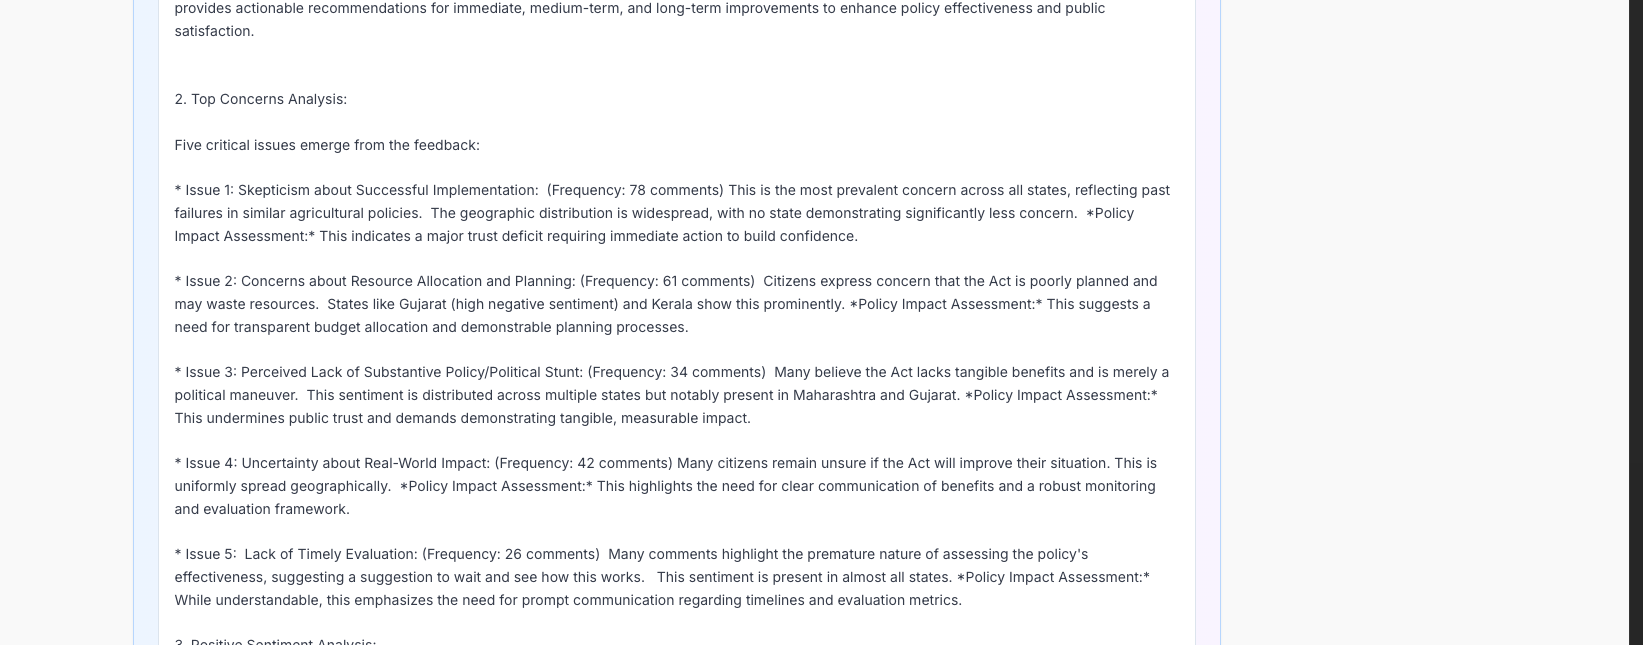 provides actionable recommendations for immediate, medium-term, and long-term improvements to enhance policy effectiveness and public
satisfaction.
2. Top Concerns Analysis:
Five critical issues emerge from the feedback:
* Issue 1: Skepticism about Successful Implementation:  (Frequency: 78 comments) This is the most prevalent concern across all states, reflecting past
failures in similar agricultural policies.  The geographic distribution is widespread, with no state demonstrating significantly less concern.  *Policy
Impact Assessment:* This indicates a major trust deficit requiring immediate action to build confidence.
* Issue 2: Concerns about Resource Allocation and Planning: (Frequency: 61 comments)  Citizens express concern that the Act is poorly planned and
may waste resources.  States like Gujarat (high negative sentiment) and Kerala show this prominently. *Policy Impact Assessment:* This suggests a
need for transparent budget allocation and demonstrable planning processes.
* Issue 3: Perceived Lack of Substantive Policy/Political Stunt: (Frequency: 34 comments)  Many believe the Act lacks tangible benefits and is merely a
political maneuver.  This sentiment is distributed across multiple states but notably present in Maharashtra and Gujarat. *Policy Impact Assessment:*
This undermines public trust and demands demonstrating tangible, measurable impact.
* Issue 4: Uncertainty about Real-World Impact: (Frequency: 42 comments) Many citizens remain unsure if the Act will improve their situation. This is
uniformly spread geographically.  *Policy Impact Assessment:* This highlights the need for clear communication of benefits and a robust monitoring
and evaluation framework.
* Issue 5:  Lack of Timely Evaluation: (Frequency: 26 comments)  Many comments highlight the premature nature of assessing the policy's
effectiveness, suggesting a suggestion to wait and see how this works.   This sentiment is present in almost all states. *Policy Impact Assessment:*
While understandable, this emphasizes the need for prompt communication regarding timelines and evaluation metrics.
3. Positive Sentiment Analysis: